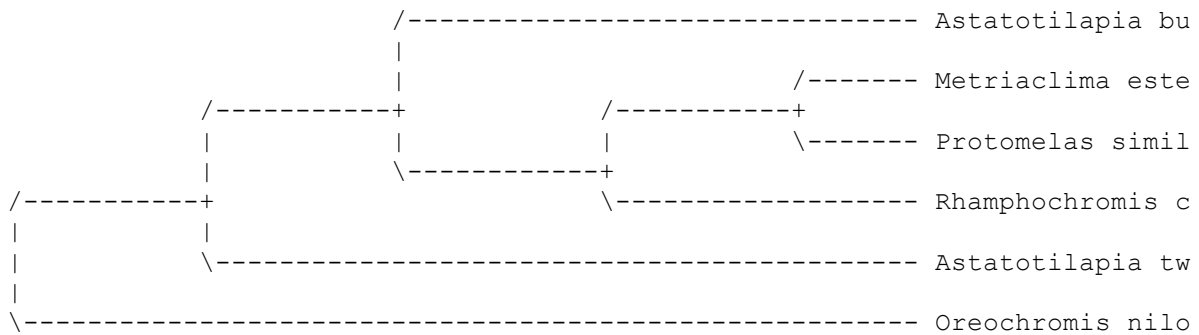 Astatotilapia bu
Metriaclima este
Protomelas simil
Rhamphochromis c
Astatotilapia tw
Oreochromis nilo